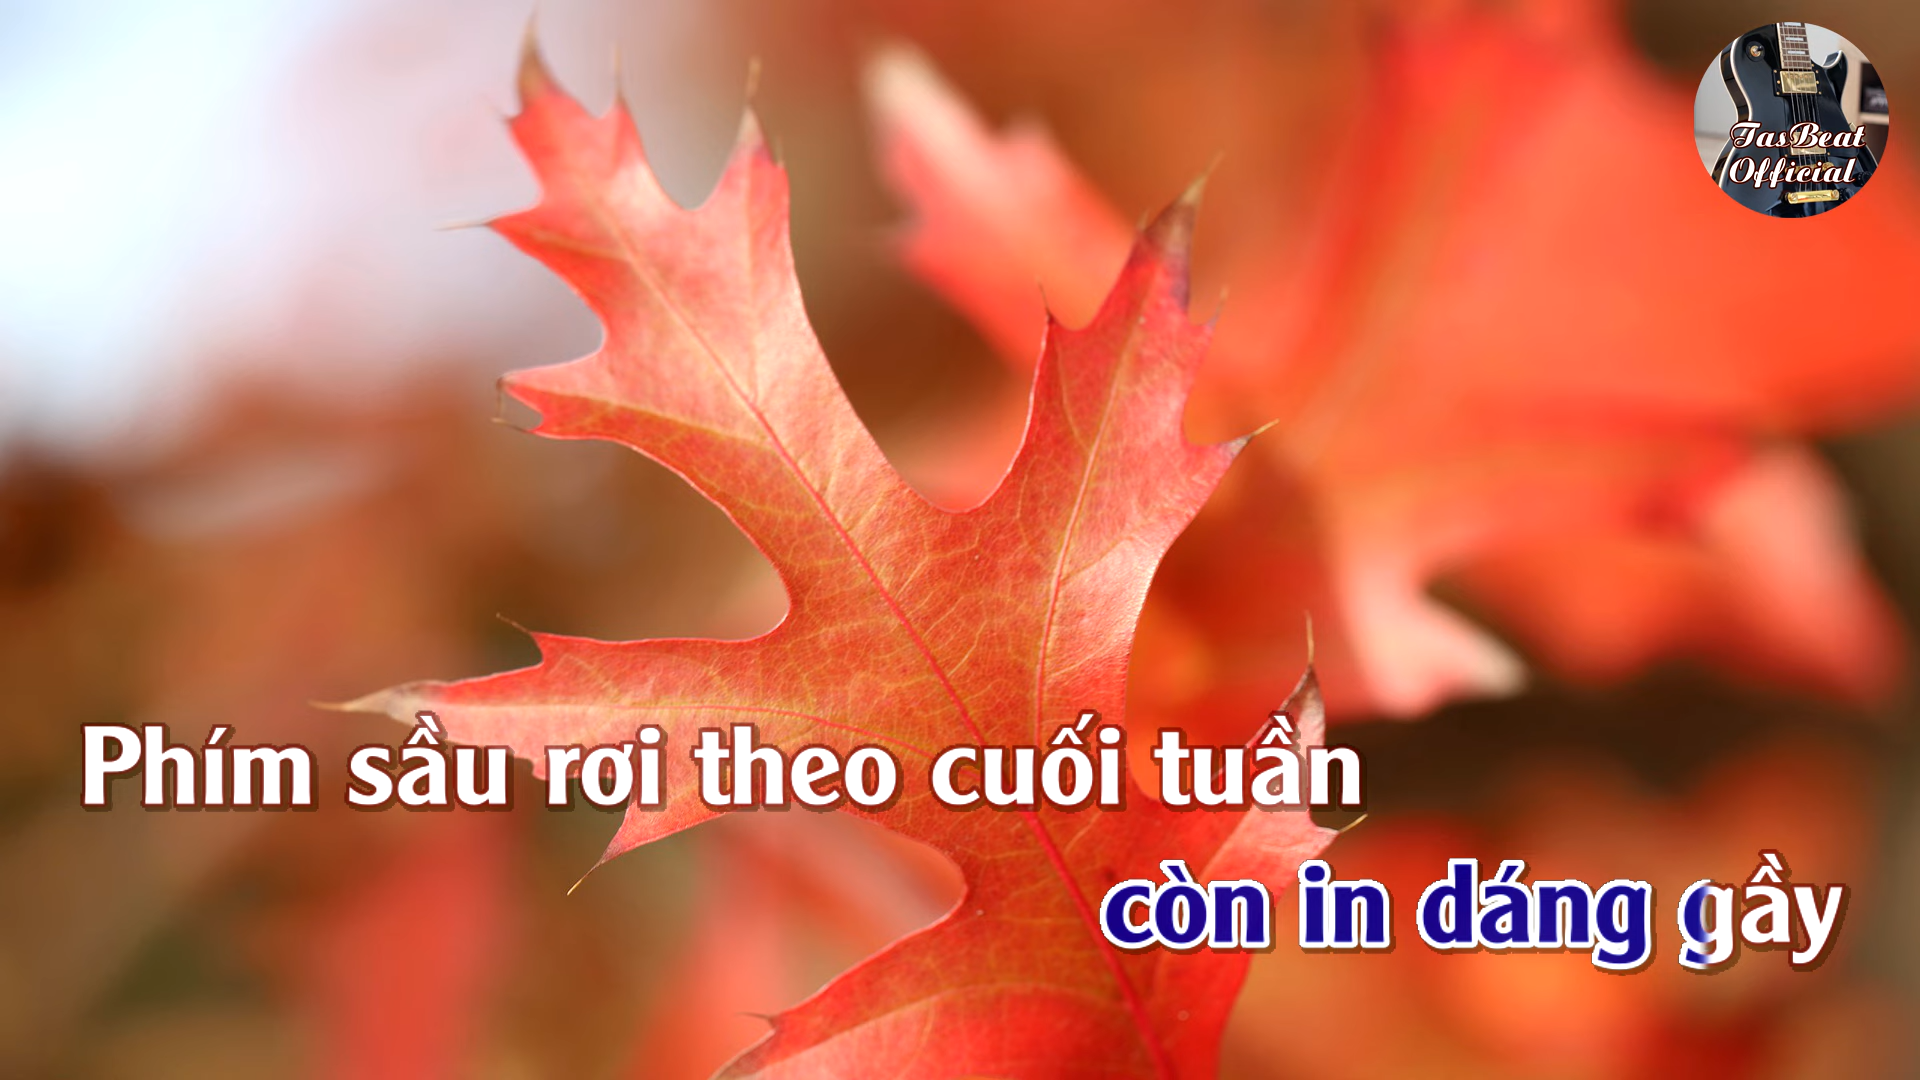 TasBeat
Official
Phím sầu rơi theo cuối tuần
còn in dáng gầy